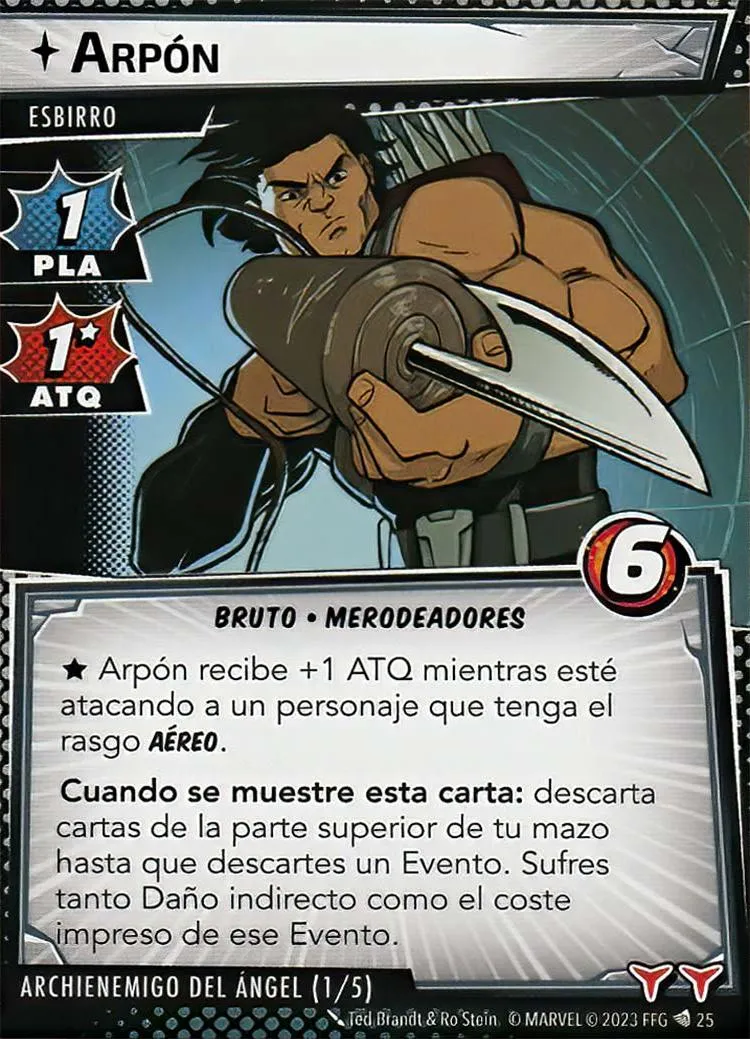 ARPÓN
ESBIRRO
1
PLA
1★
ATQ
6
BRUTO • MERODEADORES
★ Arpón recibe +1 ATQ mientras esté
atacando a un personaje que tenga el
rasgo AÉREO.
Cuando se muestre esta carta: descarta
cartas de la parte superior de tu mazo
hasta que descartes un Evento. Sufres
tanto Daño indirecto como el coste
impreso de ese Evento.
ARCHIENEMIGO DEL ÁNGEL (1/5)
Ted Brandt & Ro Stein © MARVEL © 2023 FFG 25